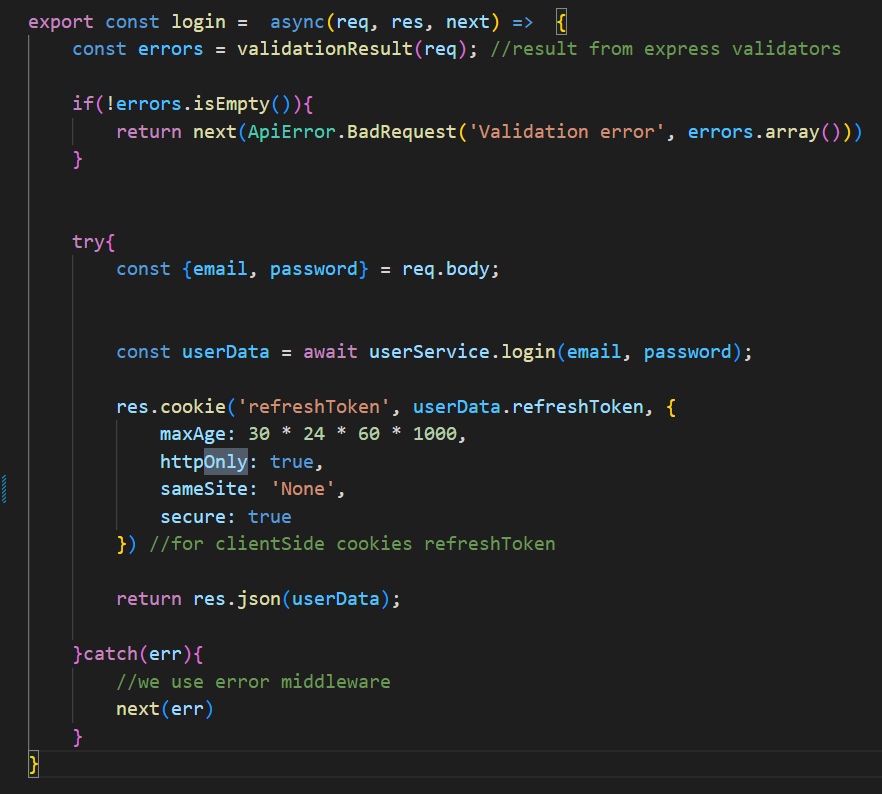 export const login =  async(req, res, next) =>  {
const errors = validationResult(req); //result from express validators
if(!errors.isEmpty()){
return next(ApiError.BadRequest('Validation error', errors.array()))
}
try{
const {email, password} = req.body;
const userData = await userService.login(email, password);
res.cookie('refreshToken', userData.refreshToken, {
maxAge: 30 * 24 * 60 * 1000,
httpOnly: true,
sameSite: 'None',
secure: true
}) //for clientSide cookies refreshToken
return res.json(userData);
}catch(err){
//we use error middleware
next(err)
}
}